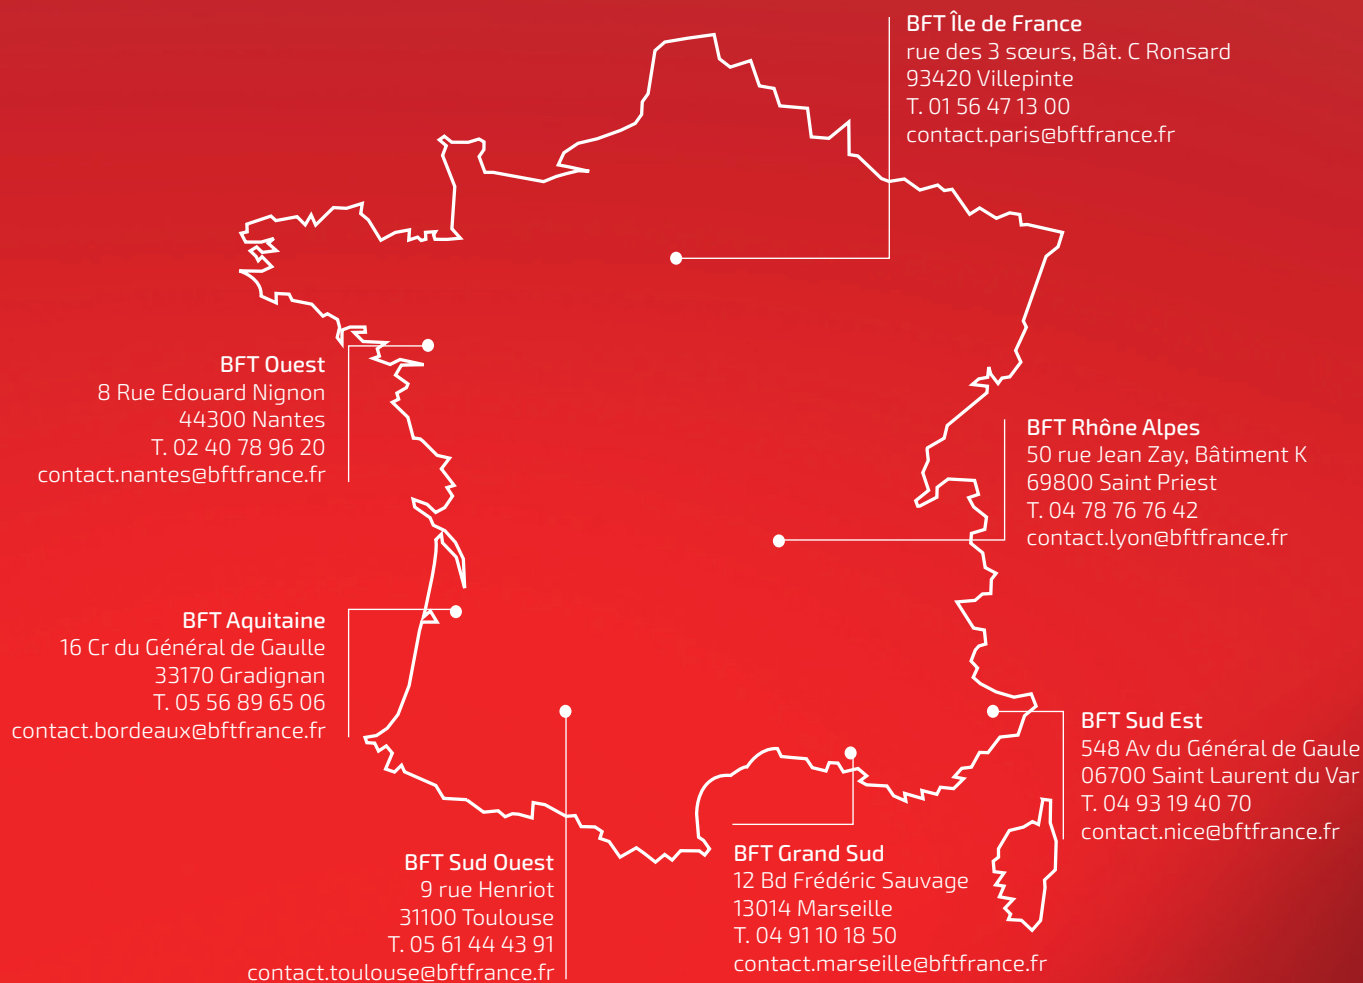 BFT Île de France
rue des 3 sœurs, Bât. C Ronsard
93420 Villepinte
T. 01 56 47 13 00
contact.paris@bftfrance.fr
BFT Ouest
8 Rue Edouard Nignon
44300 Nantes
T. 02 40 78 96 20
contact.nantes@bftfrance.fr
BFT Rhône Alpes
50 rue Jean Zay, Bâtiment K
69800 Saint Priest
T. 04 78 76 76 42
contact.lyon@bftfrance.fr
BFT Aquitaine
16 Cr du Général de Gaulle
33170 Gradignan
T. 05 56 89 65 06
contact.bordeaux@bftfrance.fr
BFT Sud Est
548 Av du Général de Gaule
06700 Saint Laurent du Var
T. 04 93 19 40 70
contact.nice@bftfrance.fr
BFT Sud Ouest
9 rue Henriot
31100 Toulouse
T. 05 61 44 43 91
contact.toulouse@bftfrance.fr
BFT Grand Sud
12 Bd Frédéric Sauvage
13014 Marseille
T. 04 91 10 18 50
contact.marseille@bftfrance.fr